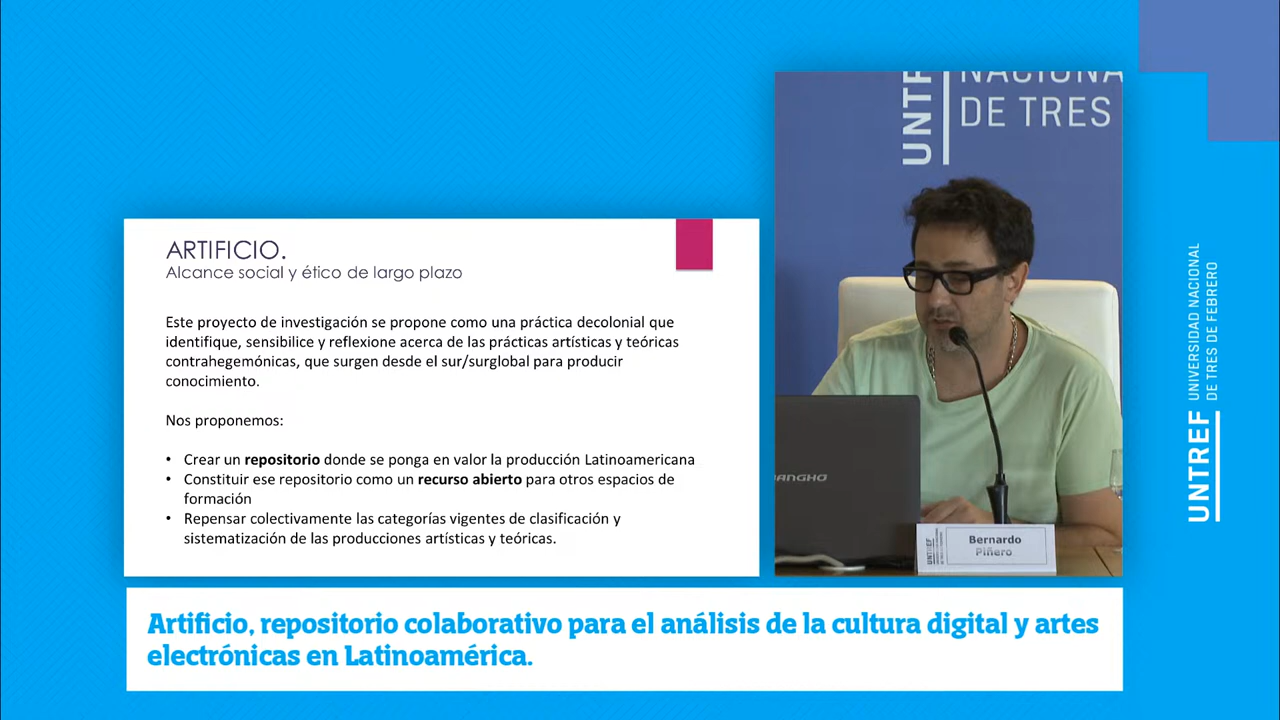 UNTR
NACIONA
DE TRES
ARTIFICIO.
Alcance social y ético de largo plazo
Este proyecto de investigación se propone como una práctica decolonial que
identifique, sensibilice y reflexione acerca de las prácticas artísticas y teóricas
contrahegemónicas, que surgen desde el sur/surglobal para producir
conocimiento.
Nos proponemos:
• Crear un repositorio donde se ponga en valor la producción Latinoamericana
• Constituir ese repositorio como un recurso abierto para otros espacios de
formación
• Repensar colectivamente las categorías vigentes de clasificación y
sistematización de las producciones artísticas y teóricas.
UNTREF
Bernardo
Piñero
UNTREF
UNIVERSIDAD NACIONAL
DE TRES DE FEBRERO
Artificio, repositorio colaborativo para el análisis de la cultura digital y artes
electrónicas en Latinoamérica.